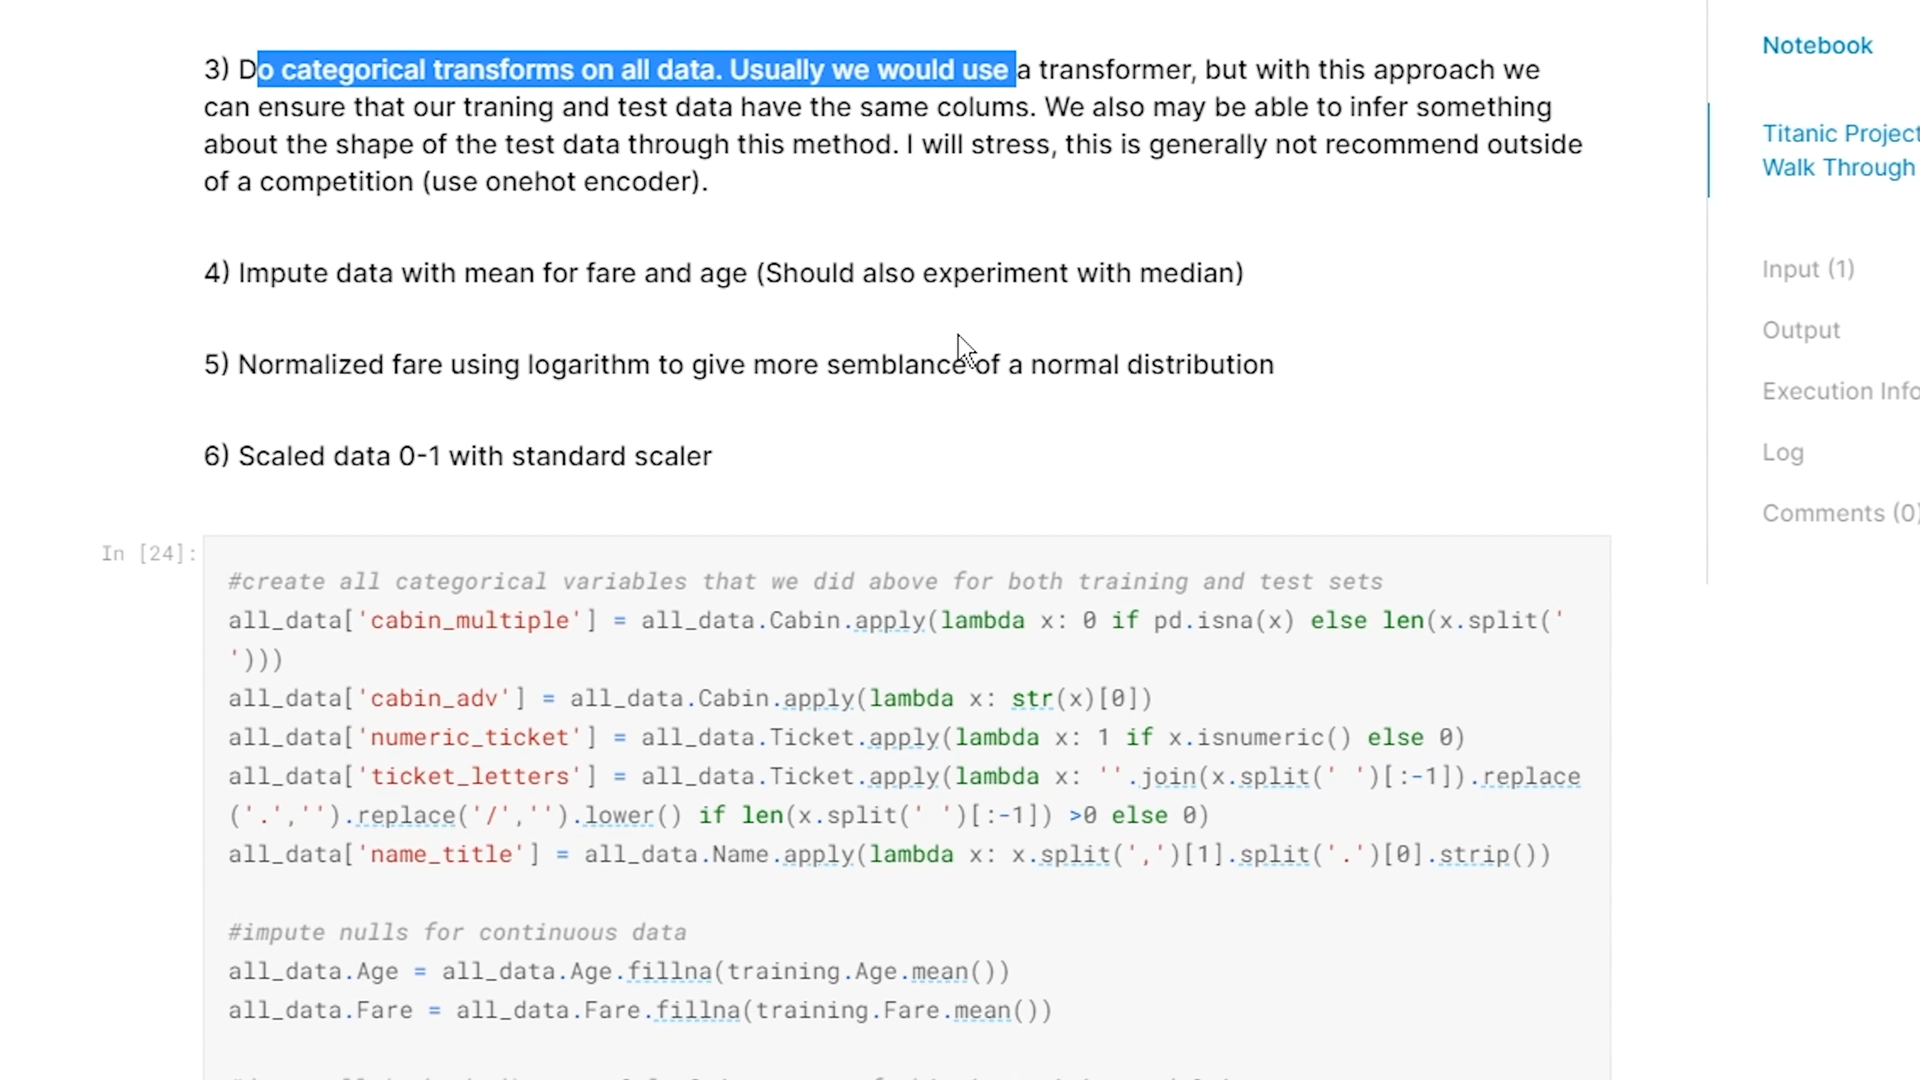 3) Do categorical transforms on all data. Usually we would use a transformer, but with this approach we
can ensure that our traning and test data have the same colums. We also may be able to infer something
about the shape of the test data through this method. I will stress, this is generally not recommend outside
of a competition (use onehot encoder).
4) Impute data with mean for fare and age (Should also experiment with median)
5) Normalized fare using logarithm to give more semblance of a normal distribution
6) Scaled data 0-1 with standard scaler
In [24]:
#create all categorical variables that we did above for both training and test sets
all_data['cabin_multiple'] = all_data.Cabin.apply(lambda x: 0 if pd.isna(x) else len(x.split('
')))
all_data['cabin_adv'] = all_data.Cabin.apply(lambda x: str(x)[0])
all_data['numeric_ticket'] = all_data.Ticket.apply(lambda x: 1 if x.isnumeric() else 0)
all_data['ticket_letters'] = all_data.Ticket.apply(lambda x: ''.join(x.split(' ')[:-1]).replace
('.','').replace('/','').lower() if len(x.split(' ')[:-1]) >0 else 0)
all_data['name_title'] = all_data.Name.apply(lambda x: x.split(',')[1].split('.')[0].strip())
#impute nulls for continuous data
all_data.Age = all_data.Age.fillna(training.Age.mean())
all_data.Fare = all_data.Fare.fillna(training.Fare.mean())
Notebook
Titanic Project
Walk Through
Input (1)
Output
Execution Info
Log
Comments (0)